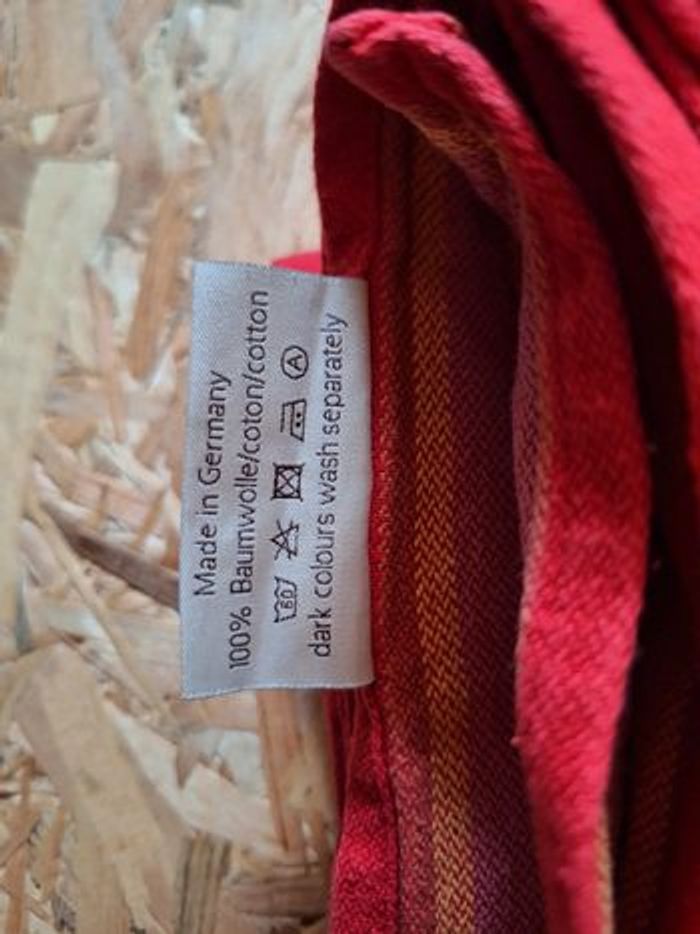 Made in Germany
100% Baumwolle/coton/cotton
60 A
dark colours wash separately